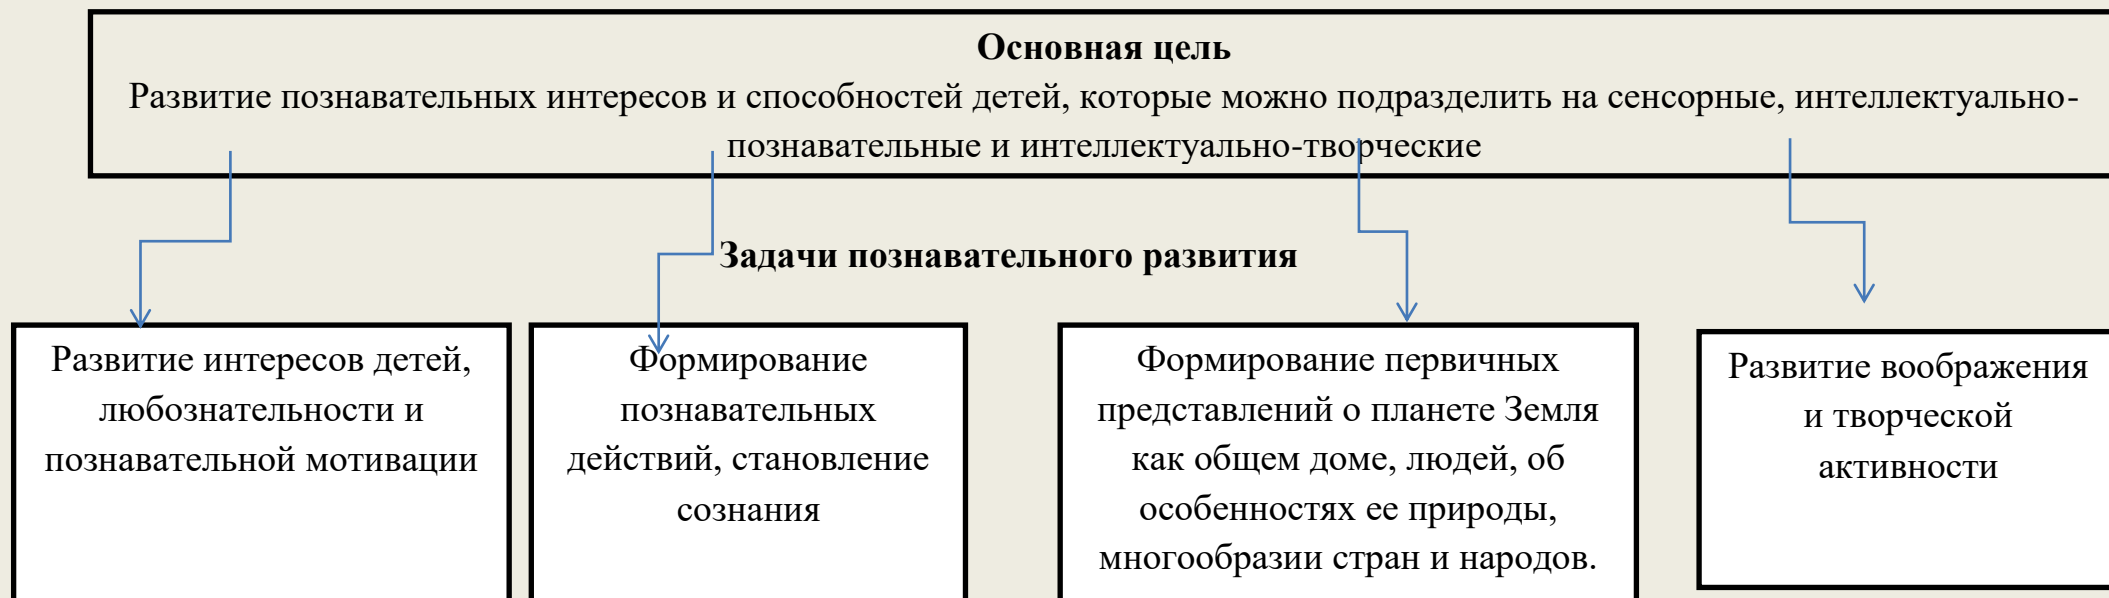 Основная цель
Развитие познавательных интересов и способностей детей, которые можно подразделить на сенсорные, интеллектуально-
познавательные и интеллектуально-творческие
Задачи познавательного развития
Развитие интересов детей,
любознательности и
познавательной мотивации
Формирование
познавательных
действий, становление
сознания
Формирование первичных
представлений о планете Земля
как общем доме, людей, об
особенностях ее природы,
многообразии стран и народов.
Развитие воображения
и творческой
активности